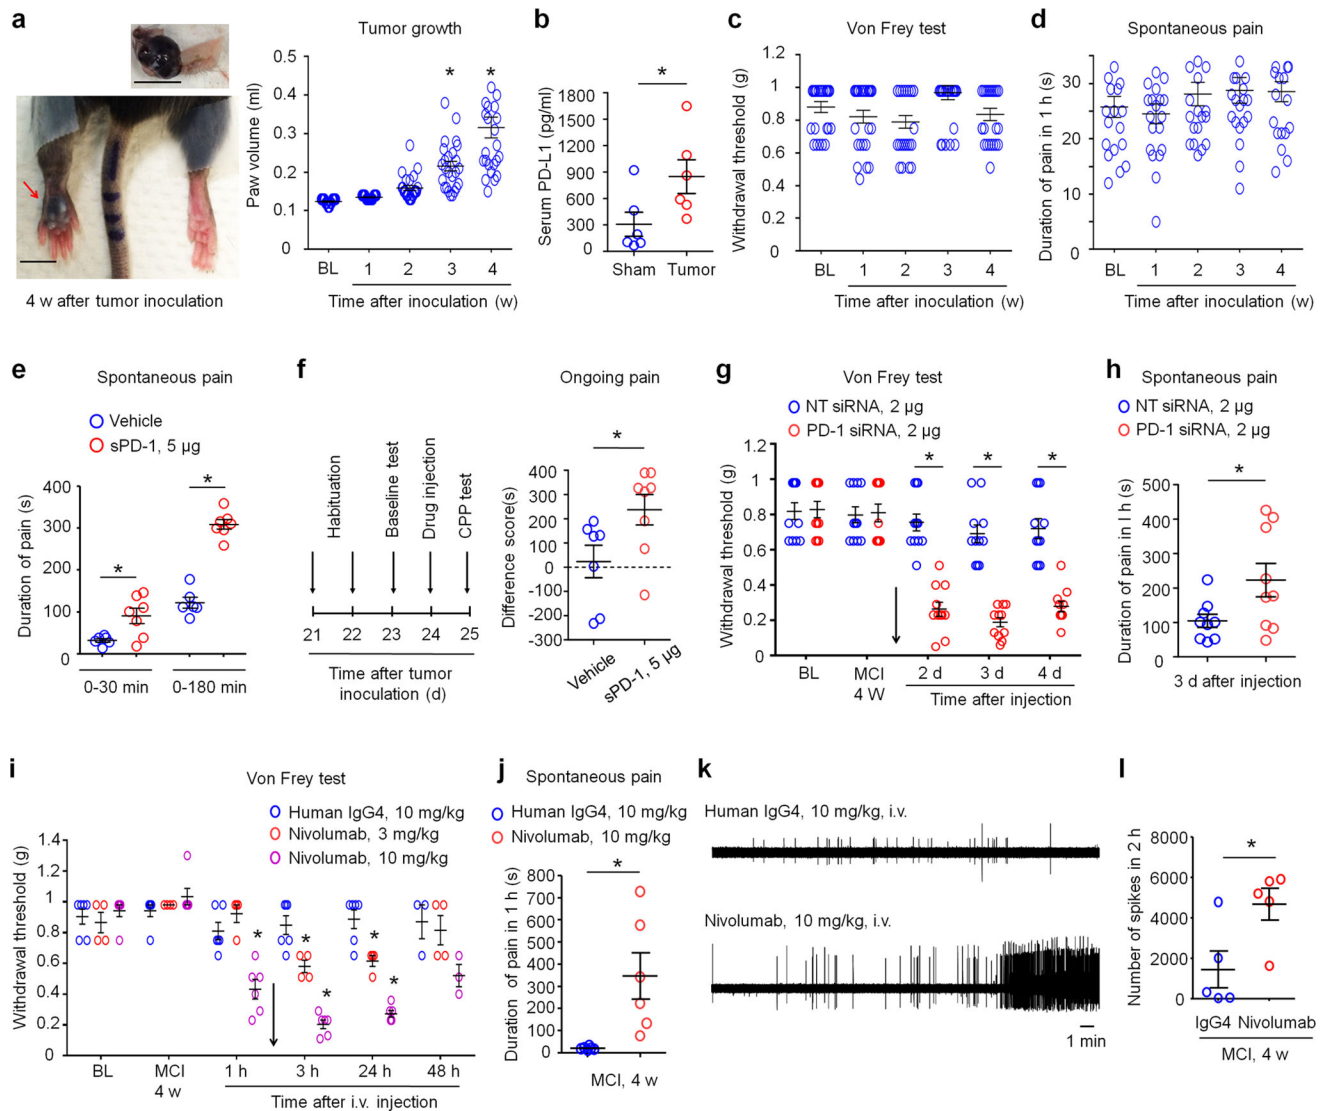 a
Tumor growth
Paw volume (ml)
0.5
0.4
0.3
0.2
0.1
0
* *
BL 1 2 3 4
Time after inoculation (w)
4 w after tumor inoculation
b
Serum PD-L1 (pg/ml)
1800
1500
1200
900
600
300
0
*
Sham Tumor
c
Von Frey test
Withdrawal threshold (g)
1.2
1
0.8
0.6
0.4
0.2
0
BL 1 2 3 4
Time after inoculation (w)
d
Spontaneous pain
Duration of pain in 1 h (s)
30
20
10
0
BL 1 2 3 4
Time after inoculation (w)
e
Spontaneous pain
Vehicle
sPD-1, 5 µg
Duration of pain (s)
400
300
200
100
0
* *
0-30 min 0-180 min
f
Habituation
Baseline test
Drug injection
CPP test
21 22 23 24 25
Time after tumor
inoculation (d)
Ongoing pain
Difference score(s)
400
300
200
100
0
-100
-200
-300
*
Vehicle
sPD-1, 5 µg
g
Von Frey test
NT siRNA, 2 µg
PD-1 siRNA, 2 µg
Withdrawal threshold (g)
1.2
1
0.8
0.6
0.4
0.2
0
* * *
BL MCI 2 d 3 d 4 d
4 W Time after injection
h
Spontaneous pain
NT siRNA, 2 µg
PD-1 siRNA, 2 µg
Duration of pain in l h (s)
500
400
300
200
100
0
*
3 d after injection
i
Von Frey test
Human IgG4, 10 mg/kg
Nivolumab, 3 mg/kg
Nivolumab, 10 mg/kg
Withdrawal threshold (g)
1.4
1.2
1
0.8
0.6
0.4
0.2
0
* * * * *
BL MCI 1 h 3 h 24 h 48 h
4 w
Time after i.v. injection
j
Spontaneous pain
Human IgG4, 10 mg/kg
Nivolumab, 10 mg/kg
Duration of pain in 1 h (s)
800
700
600
500
400
300
200
100
0
*
MCI, 4 w
k
Human IgG4, 10 mg/kg, i.v.
Nivolumab, 10 mg/kg, i.v.
1 min
l
Number of spikes in 2 h
8000
6000
4000
2000
0
*
IgG4 Nivolumab
MCI, 4 w